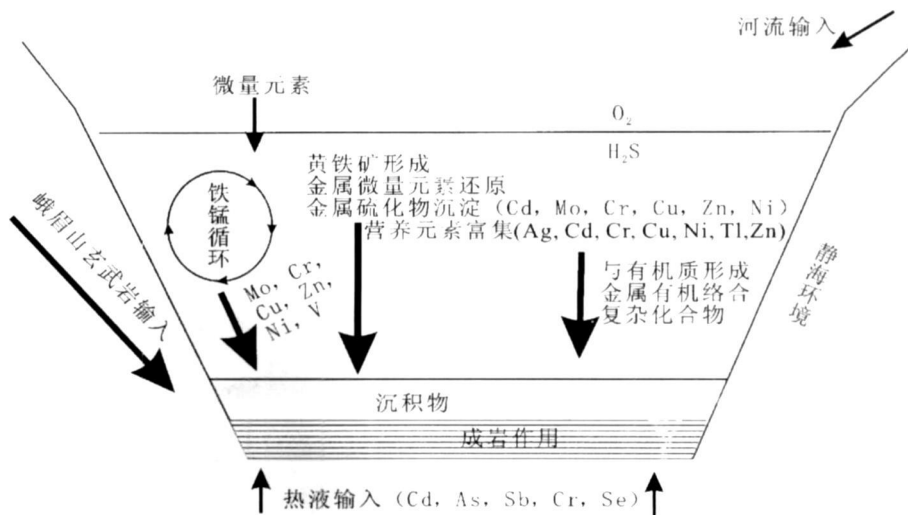 河流输入
微量元素
O₂
H₂S
黄铁矿形成
金属微量元素还原
金属硫化物沉淀（Cd, Mo, Cr, Cu, Zn, Ni）
营养元素富集(Ag, Cd, Cr, Cu, Ni, Tl,Zn)
铁锰循环
峨眉山玄武岩输入
Mo, Cr,
Cu, Zn,
Ni, V
与有机质形成
金属有机络合
复杂化合物
静海环境
沉积物
成岩作用
热液输入（Cd, As, Sb, Cr, Se）